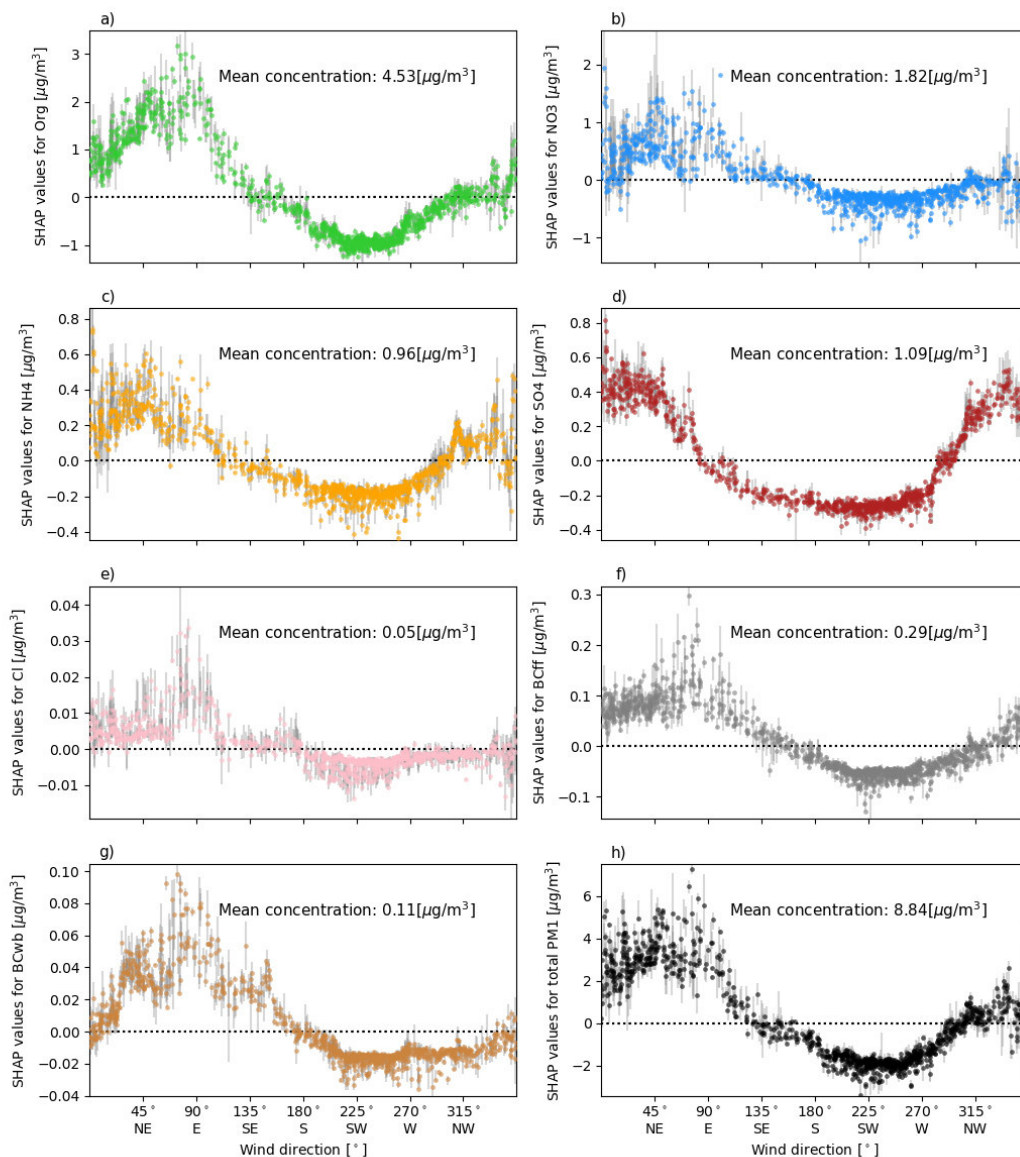 a)
SHAP values for Org [μg/m³]
3
2
1
0
−1
Mean concentration: 4.53[μg/m³]
b)
SHAP values for NO3 [μg/m³]
2
1
0
−1
Mean concentration: 1.82[μg/m³]
c)
SHAP values for NH4 [μg/m³]
0.8
0.6
0.4
0.2
0.0
−0.2
−0.4
Mean concentration: 0.96[μg/m³]
d)
SHAP values for SO4 [μg/m³]
0.8
0.6
0.4
0.2
0.0
−0.2
−0.4
Mean concentration: 1.09[μg/m³]
e)
SHAP values for Cl [μg/m³]
0.04
0.03
0.02
0.01
0.00
−0.01
Mean concentration: 0.05[μg/m³]
f)
SHAP values for BCff [μg/m³]
0.3
0.2
0.1
0.0
−0.1
Mean concentration: 0.29[μg/m³]
g)
SHAP values for BCwb [μg/m³]
0.10
0.08
0.06
0.04
0.02
0.00
−0.02
−0.04
Mean concentration: 0.11[μg/m³]
45° 90° 135° 180° 225° 270° 315°
NE E SE S SW W NW
Wind direction [°]
h)
SHAP values for total PM1 [μg/m³]
6
4
2
0
−2
Mean concentration: 8.84[μg/m³]
45° 90° 135° 180° 225° 270° 315°
NE E SE S SW W NW
Wind direction [°]